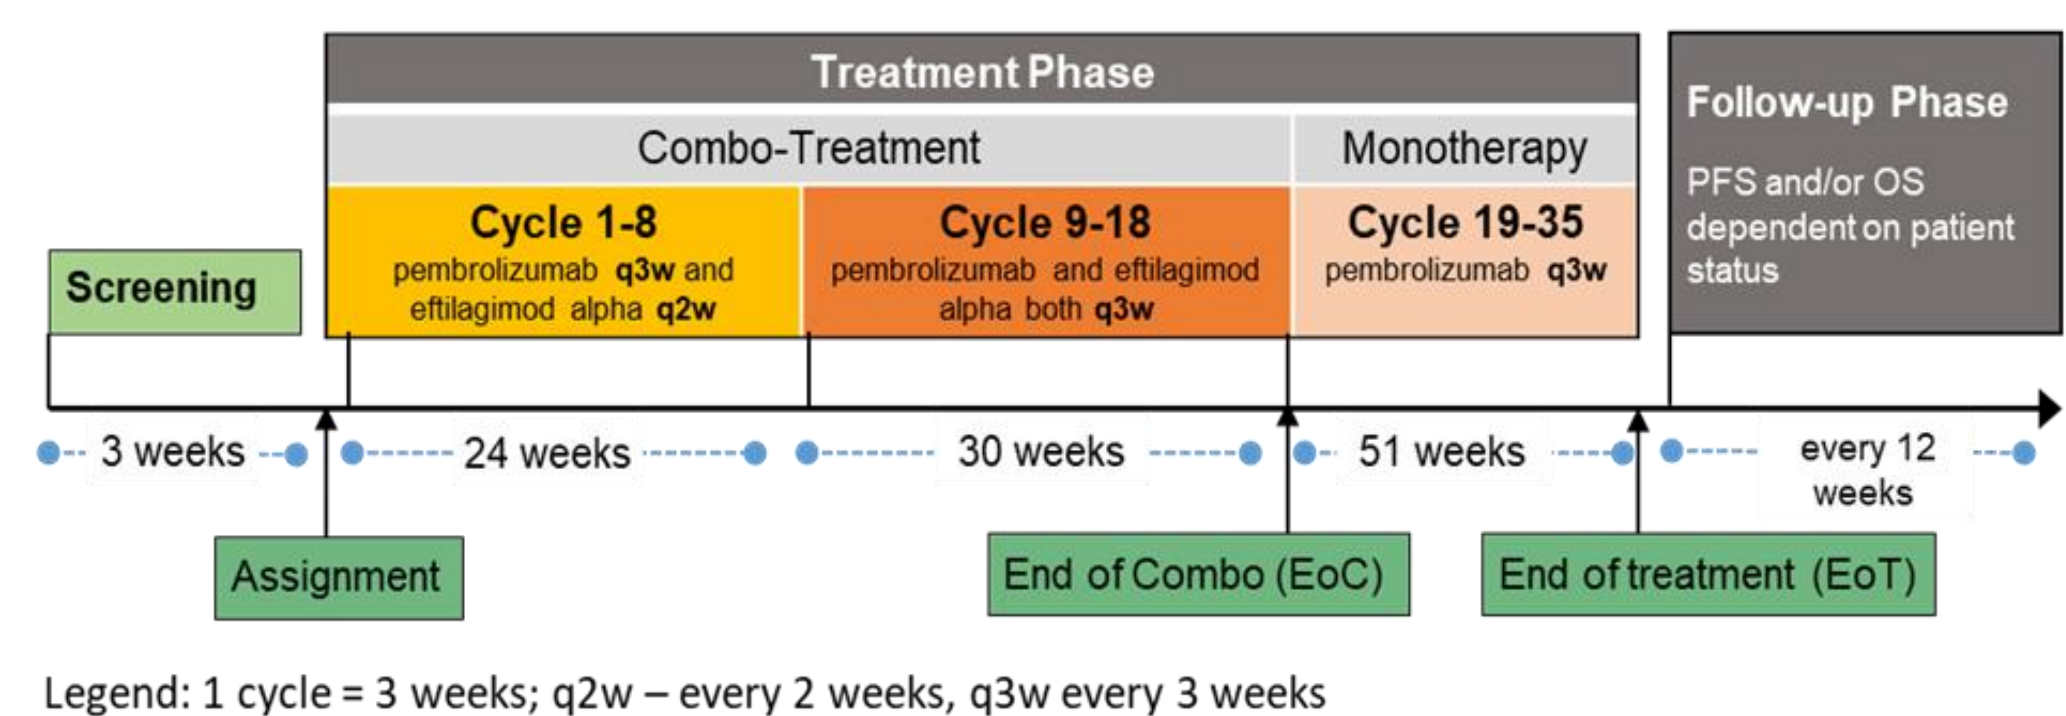 Treatment Phase
Combo-Treatment
Monotherapy
Screening
Cycle 1-8
pembrolizumab q3w and
eftilagimod alpha q2w
Cycle 9-18
pembrolizumab and eftilagimod
alpha both q3w
Cycle 19-35
pembrolizumab q3w
Follow-up Phase
PFS and/or OS
dependent on patient
status
3 weeks
24 weeks
30 weeks
51 weeks
every 12
weeks
Assignment
End of Combo (EoC)
End of treatment (EoT)
Legend: 1 cycle = 3 weeks; q2w – every 2 weeks, q3w every 3 weeks